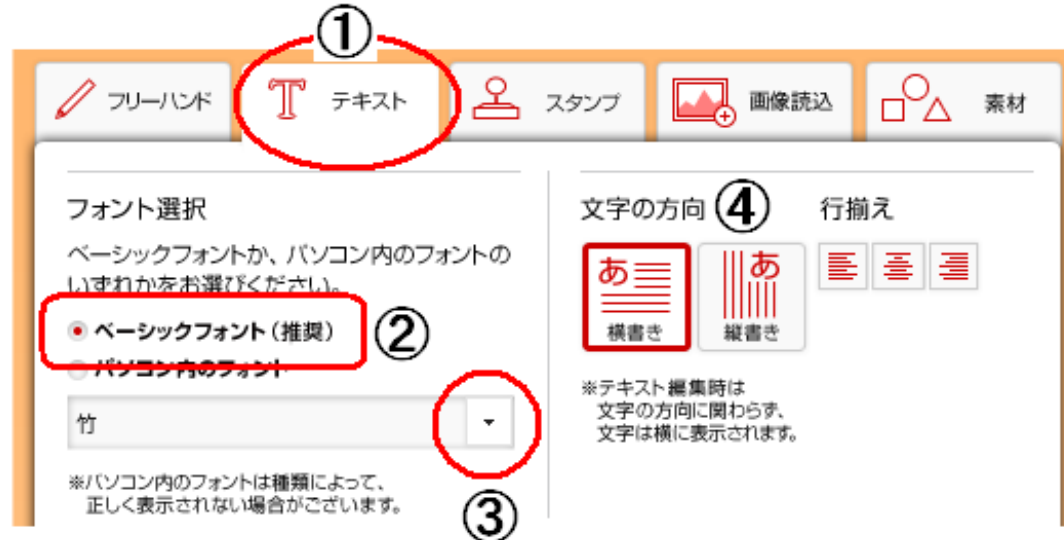 ①
フリーハンド
テキスト
スタンプ
画像読込
素材
フォント選択
ベーシックフォントか、パソコン内のフォントの
いずれかをお選びください。
ベーシックフォント（推奨）
②
パソコン内のフォント
竹
③
※パソコン内のフォントは種類によって、
正しく表示されない場合がございます。
文字の方向
④
行揃え
あ
横書き
あ
縦書き
※テキスト編集時は
文字の方向に関わらず、
文字は横に表示されます。